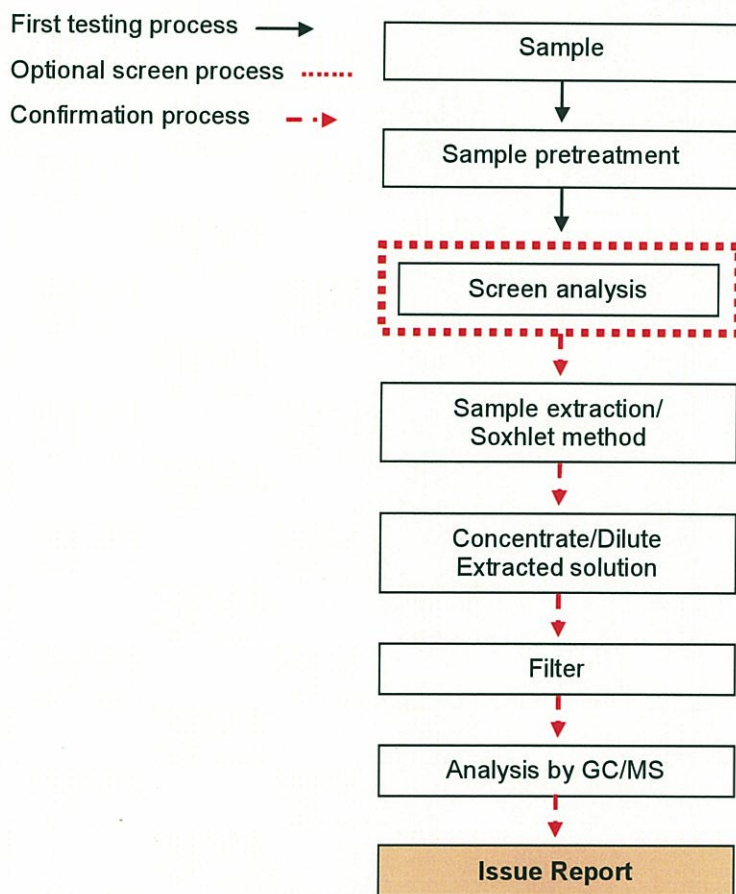 First testing process
Optional screen process
Confirmation process
Sample
Sample pretreatment
Screen analysis
Sample extraction/
Soxhlet method
Concentrate/Dilute
Extracted solution
Filter
Analysis by GC/MS
Issue Report